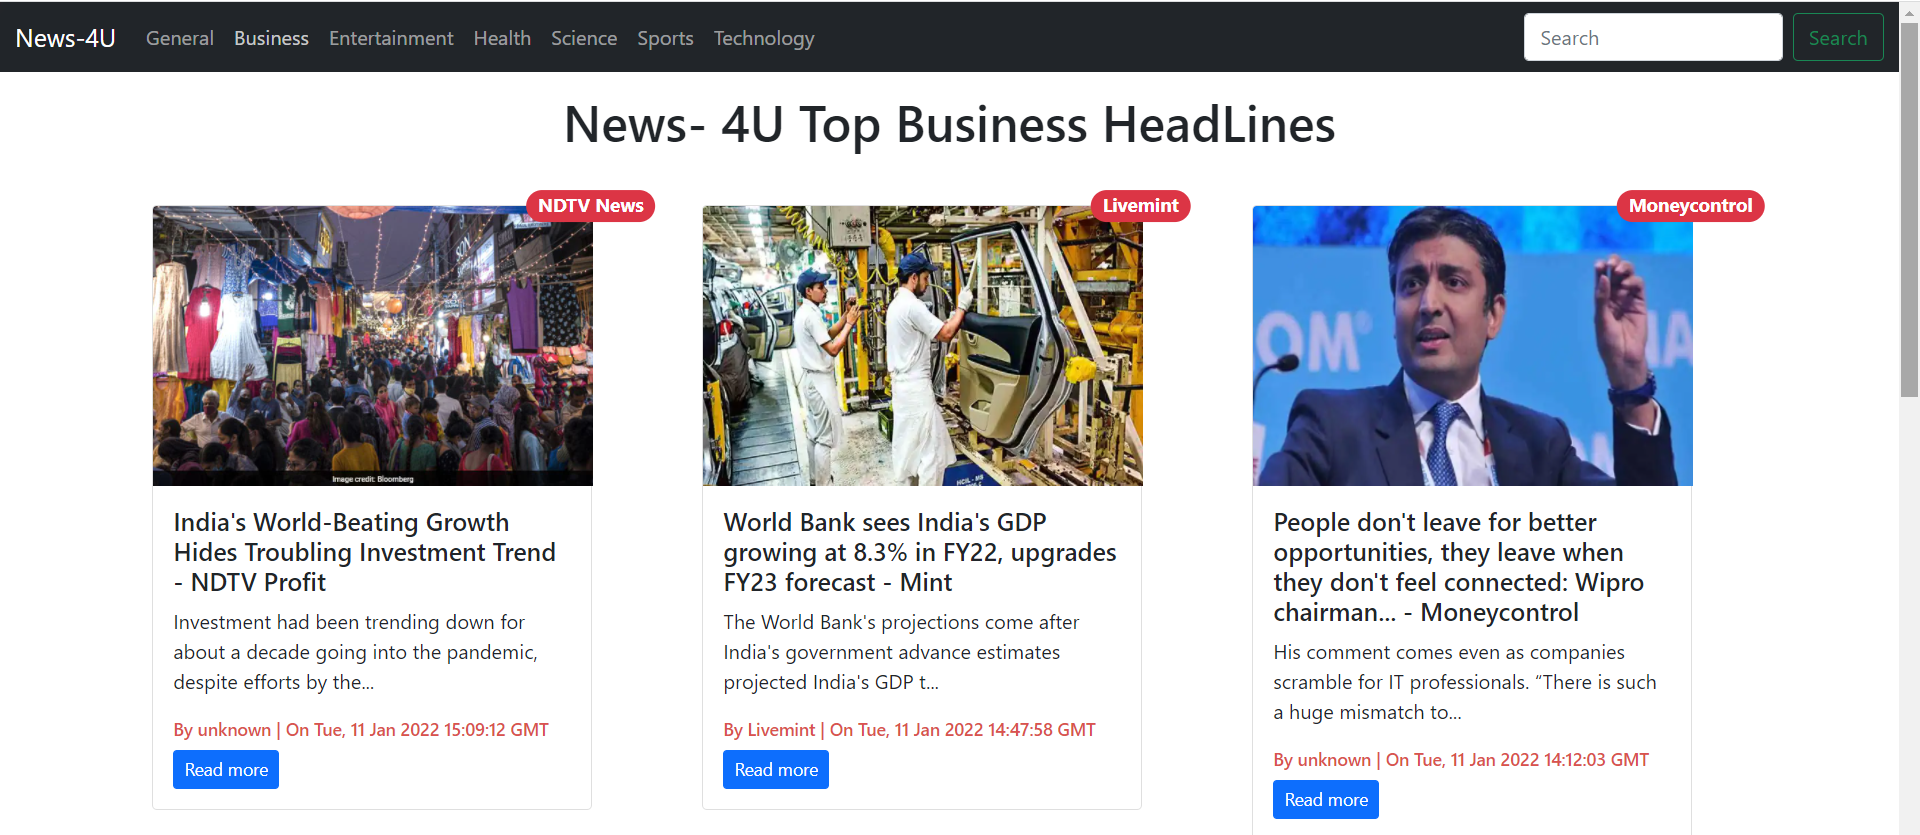 News-4U General Business Entertainment Health Science Sports Technology Search Search
News- 4U Top Business HeadLines
NDTV News
Image credit: Bloomberg
India's World-Beating Growth
Hides Troubling Investment Trend
- NDTV Profit
Investment had been trending down for
about a decade going into the pandemic,
despite efforts by the...
By unknown | On Tue, 11 Jan 2022 15:09:12 GMT
Read more
Livemint
World Bank sees India's GDP
growing at 8.3% in FY22, upgrades
FY23 forecast - Mint
The World Bank's projections come after
India's government advance estimates
projected India's GDP t...
By Livemint | On Tue, 11 Jan 2022 14:47:58 GMT
Read more
Moneycontrol
OM
People don't leave for better
opportunities, they leave when
they don't feel connected: Wipro
chairman... - Moneycontrol
His comment comes even as companies
scramble for IT professionals. “There is such
a huge mismatch to...
By unknown | On Tue, 11 Jan 2022 14:12:03 GMT
Read more